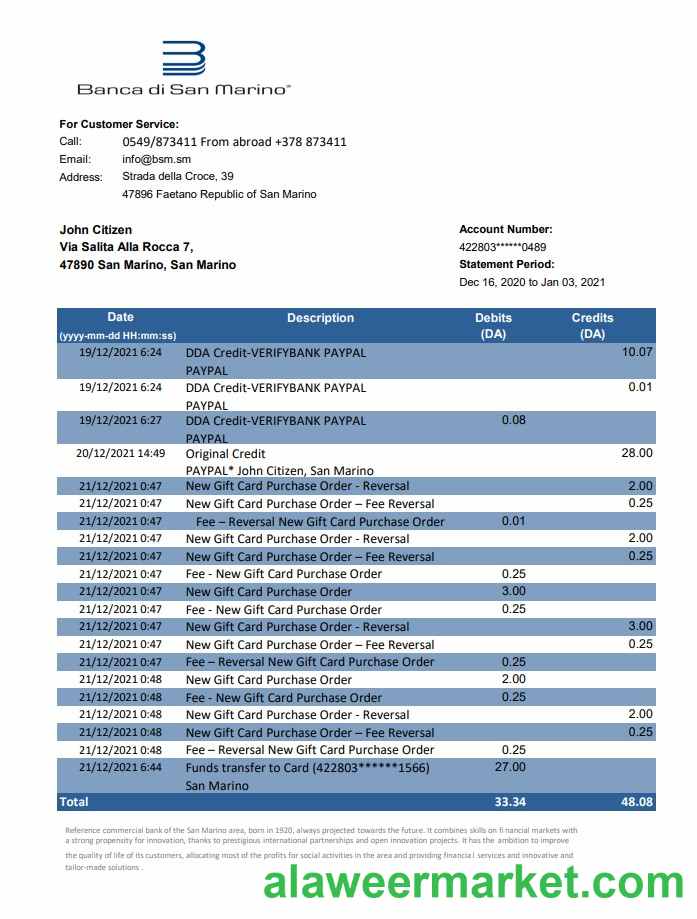 Banca di San Marino®
For Customer Service:
Call: 0549/873411 From abroad +378 873411
Email: info@bsm.sm
Address: Strada della Croce, 39
47896 Faetano Republic of San Marino
John Citizen
Via Salita Alla Rocca 7,
47890 San Marino, San Marino
Account Number:
422803******0489
Statement Period:
Dec 16, 2020 to Jan 03, 2021
Date Description Debits Credits
(yyyy-mm-dd HH:mm:ss) (DA) (DA)
19/12/2021 6:24 DDA Credit-VERIFYBANK PAYPAL 10.07
PAYPAL
19/12/2021 6:24 DDA Credit-VERIFYBANK PAYPAL 0.01
PAYPAL
19/12/2021 6:27 DDA Credit-VERIFYBANK PAYPAL 0.08
PAYPAL
20/12/2021 14:49 Original Credit 28.00
PAYPAL* John Citizen, San Marino
21/12/2021 0:47 New Gift Card Purchase Order - Reversal 2.00
21/12/2021 0:47 New Gift Card Purchase Order – Fee Reversal 0.25
21/12/2021 0:47 Fee – Reversal New Gift Card Purchase Order 0.01
21/12/2021 0:47 New Gift Card Purchase Order - Reversal 2.00
21/12/2021 0:47 New Gift Card Purchase Order – Fee Reversal 0.25
21/12/2021 0:47 Fee - New Gift Card Purchase Order 0.25
21/12/2021 0:47 New Gift Card Purchase Order 3.00
21/12/2021 0:47 Fee - New Gift Card Purchase Order 0.25
21/12/2021 0:47 New Gift Card Purchase Order - Reversal 3.00
21/12/2021 0:47 New Gift Card Purchase Order – Fee Reversal 0.25
21/12/2021 0:47 Fee – Reversal New Gift Card Purchase Order 0.25
21/12/2021 0:48 New Gift Card Purchase Order 2.00
21/12/2021 0:48 Fee - New Gift Card Purchase Order 0.25
21/12/2021 0:48 New Gift Card Purchase Order - Reversal 2.00
21/12/2021 0:48 New Gift Card Purchase Order – Fee Reversal 0.25
21/12/2021 0:48 Fee – Reversal New Gift Card Purchase Order 0.25
21/12/2021 6:44 Funds transfer to Card (422803******1566) 27.00
San Marino
Total 33.34 48.08
Reference commercial bank of the San Marino area, born in 1920, always projected towards the future. It combines skills on financial markets with
a strong propensity for innovation, thanks to prestigious international partnerships and open innovation projects. It has the ambition to improve
the quality of life of its customers, allocating most of the profits for social activities in the area and providing financial services and innovative and
tailor-made solutions .
alaweermarket.com